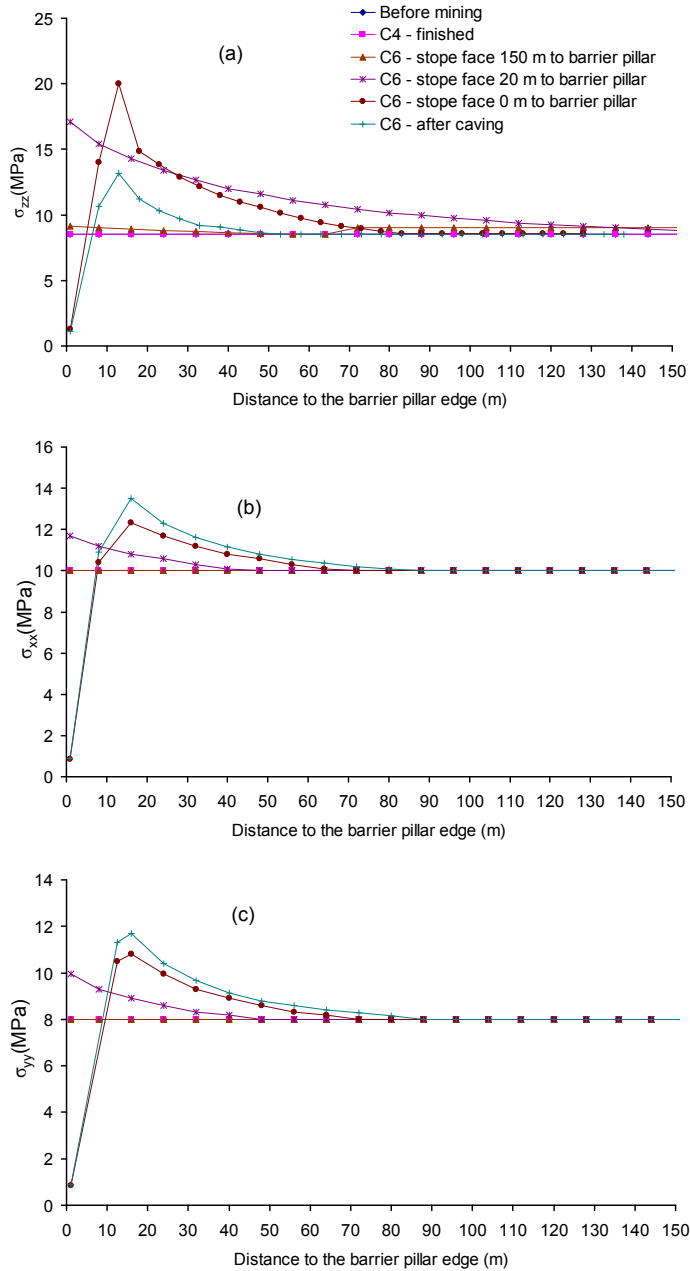 Before mining
C4 - finished
C6 - stope face 150 m to barrier pillar
C6 - stope face 20 m to barrier pillar
C6 - stope face 0 m to barrier pillar
C6 - after caving
(a)
25
20
15
10
5
0
σzz(MPa)
0 10 20 30 40 50 60 70 80 90 100 110 120 130 140 150
Distance to the barrier pillar edge (m)
(b)
16
14
12
10
8
6
4
2
0
σxx(MPa)
0 10 20 30 40 50 60 70 80 90 100 110 120 130 140 150
Distance to the barrier pillar edge (m)
(c)
14
12
10
8
6
4
2
0
σyy(MPa)
0 10 20 30 40 50 60 70 80 90 100 110 120 130 140 150
Distance to the barrier pillar edge (m)